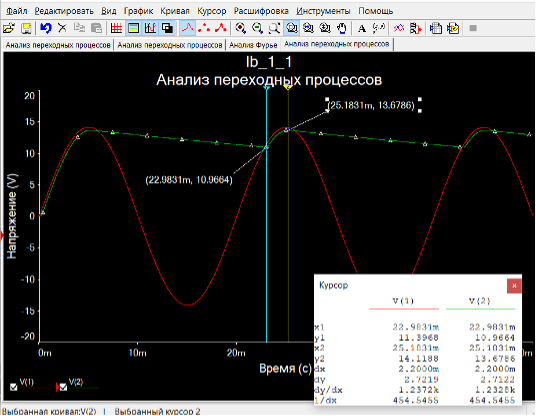 Файл Редактировать Вид График Кривая Курсор Расшифровка Инструменты Помощь
Анализ переходных процессов Анализ переходных процессов Анализ Фурье Анализ переходных процессов
lb_1_1
Анализ переходных процессов
Напряжение (V)
20
15
10
5
0
-5
-10
-15
-20
(25.1831m, 13.6786)
(22.9831m, 10.9664)
0m 10m 20m
Время (с)
V(1) V(2)
Курсор
V(1) V(2)
x1 22.9831m 22.9831m
y1 11.3968 10.9664
x2 25.1831m 25.1831m
y2 14.1188 13.6786
dx 2.2000m 2.2000m
dy 2.7219 2.7122
dy/dx 1.2372k 1.2328k
1/dx 454.5455 454.5455
Выбранная кривая:V(2) Выбранный курсор 2